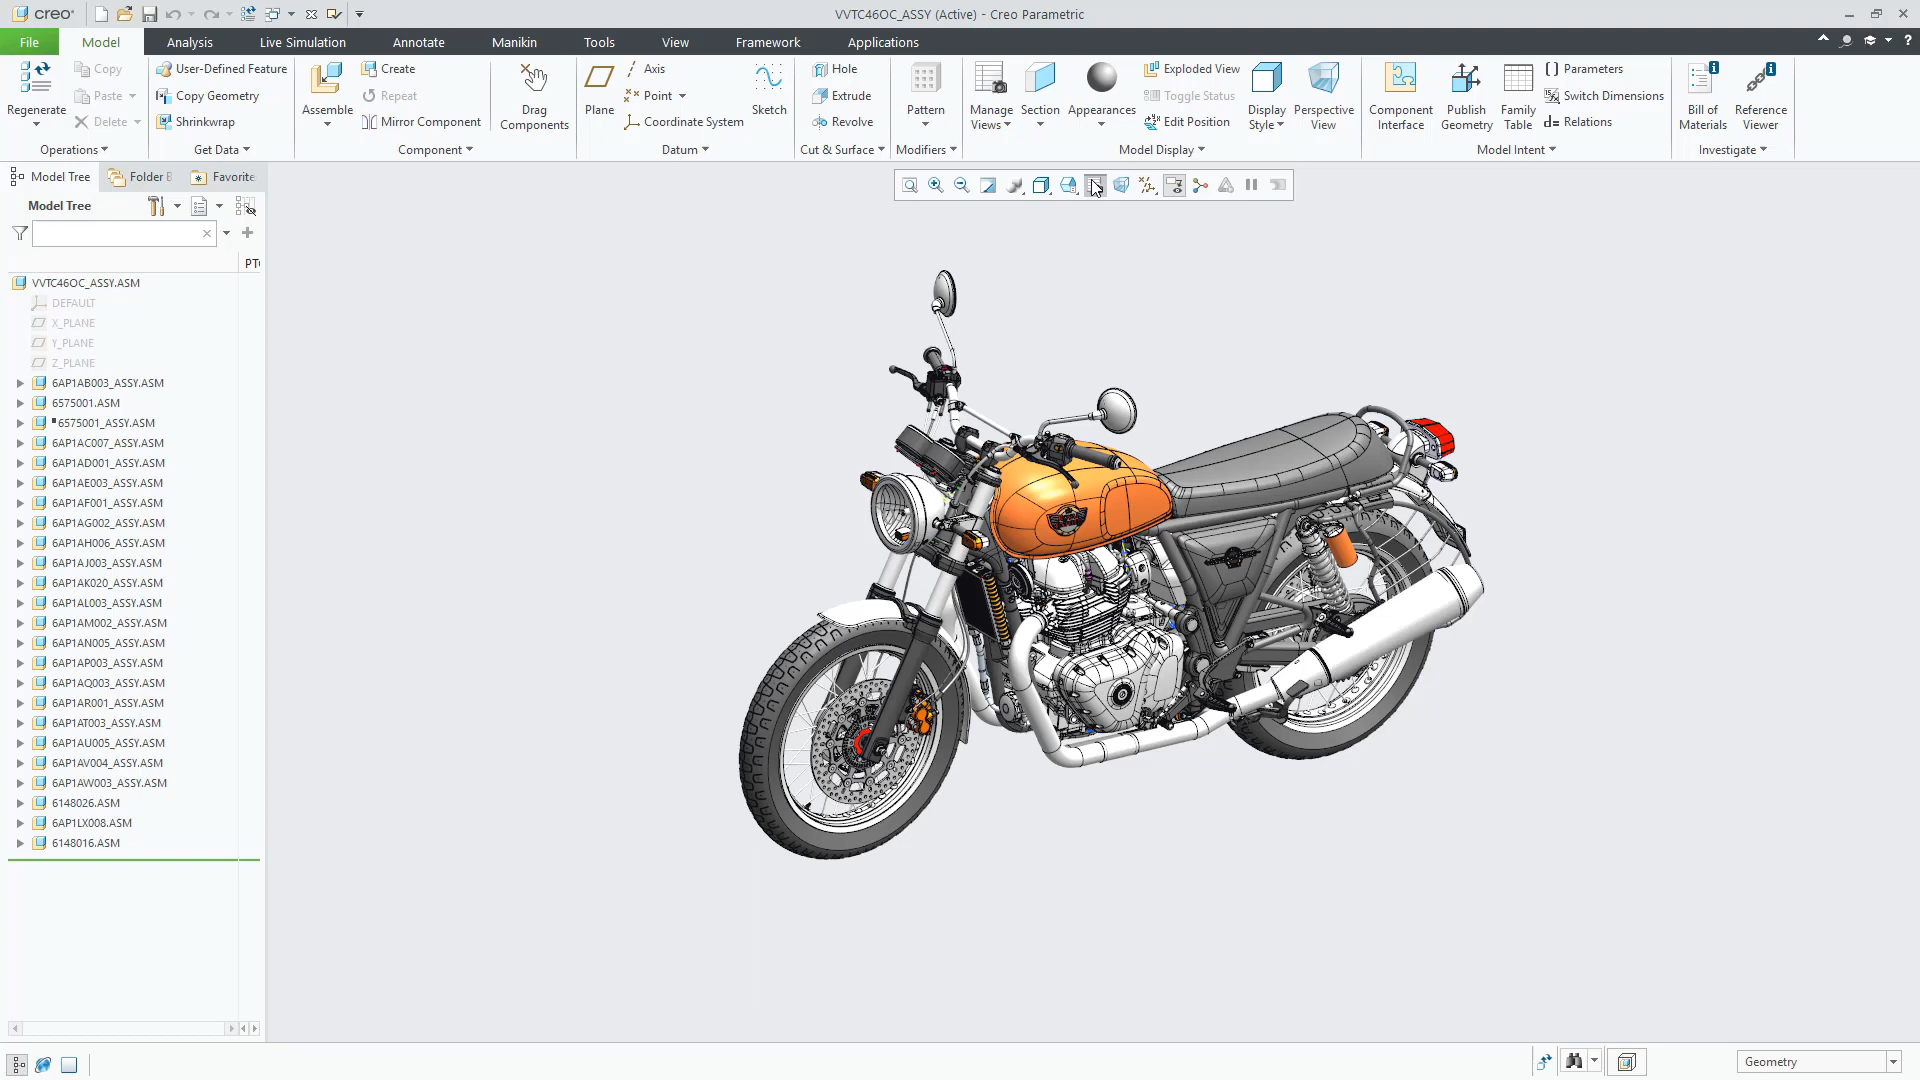 creo
VVTC46OC_ASSY (Active) - Creo Parametric
File
Model
Analysis
Live Simulation
Annotate
Manikin
Tools
View
Framework
Applications
?
Regenerate
Copy
Paste
Delete
Operations
User-Defined Feature
Copy Geometry
Shrinkwrap
Get Data
Assemble
Create
Repeat
Mirror Component
Drag
Components
Component
Plane
Axis
Point
Coordinate System
Sketch
Datum
Hole
Extrude
Revolve
Cut & Surface
Pattern
Modifiers
Manage
Views
Section
Appearances
Exploded View
Toggle Status
Edit Position
Display
Style
Perspective
View
Model Display
Component
Interface
Publish
Geometry
Family
Table
Parameters
Switch Dimensions
Relations
Model Intent
Bill of
Materials
Reference
Viewer
Investigate
Model Tree
Folder B
Favorite
Model Tree
PT
VVTC46OC_ASSY.ASM
DEFAULT
X_PLANE
Y_PLANE
Z_PLANE
6AP1AB003_ASSY.ASM
6575001.ASM
6575001_ASSY.ASM
6AP1AC007_ASSY.ASM
6AP1AD001_ASSY.ASM
6AP1AE003_ASSY.ASM
6AP1AF001_ASSY.ASM
6AP1AG002_ASSY.ASM
6AP1AH006_ASSY.ASM
6AP1AJ003_ASSY.ASM
6AP1AK020_ASSY.ASM
6AP1AL003_ASSY.ASM
6AP1AM002_ASSY.ASM
6AP1AN005_ASSY.ASM
6AP1AP003_ASSY.ASM
6AP1AQ003_ASSY.ASM
6AP1AR001_ASSY.ASM
6AP1AT003_ASSY.ASM
6AP1AU005_ASSY.ASM
6AP1AV004_ASSY.ASM
6AP1AW003_ASSY.ASM
6148026.ASM
6AP1LX008.ASM
6148016.ASM
Geometry